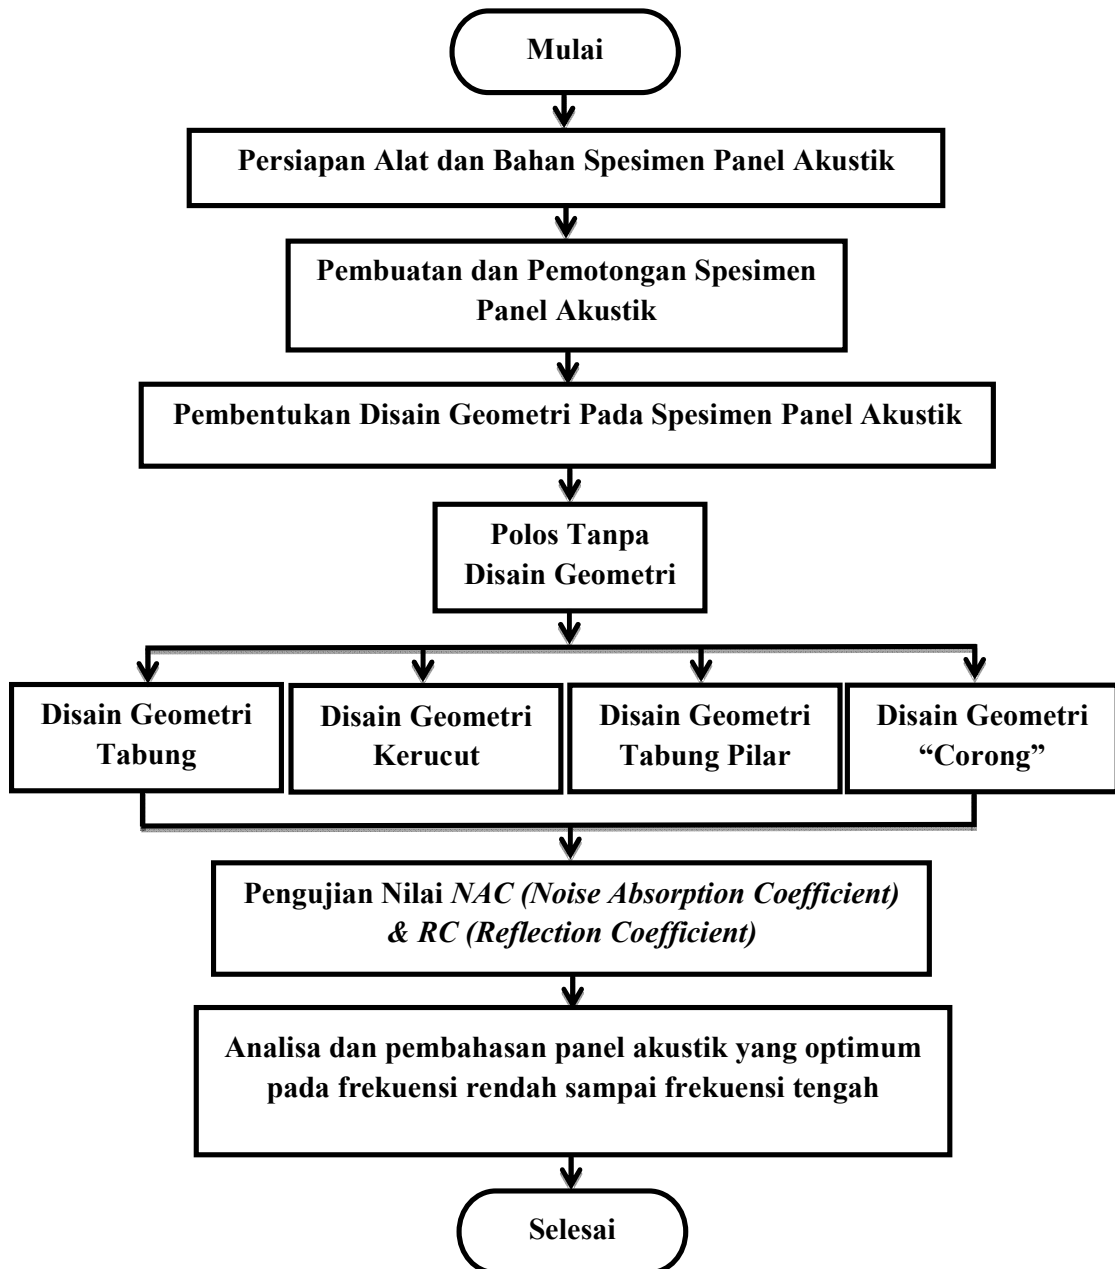 Mulai
Persiapan Alat dan Bahan Spesimen Panel Akustik
Pembuatan dan Pemotongan Spesimen
Panel Akustik
Pembentukan Disain Geometri Pada Spesimen Panel Akustik
Polos Tanpa
Disain Geometri
Disain Geometri
Tabung
Disain Geometri
Kerucut
Disain Geometri
Tabung Pilar
Disain Geometri
“Corong”
Pengujian Nilai NAC (Noise Absorption Coefficient)
& RC (Reflection Coefficient)
Analisa dan pembahasan panel akustik yang optimum
pada frekuensi rendah sampai frekuensi tengah
Selesai